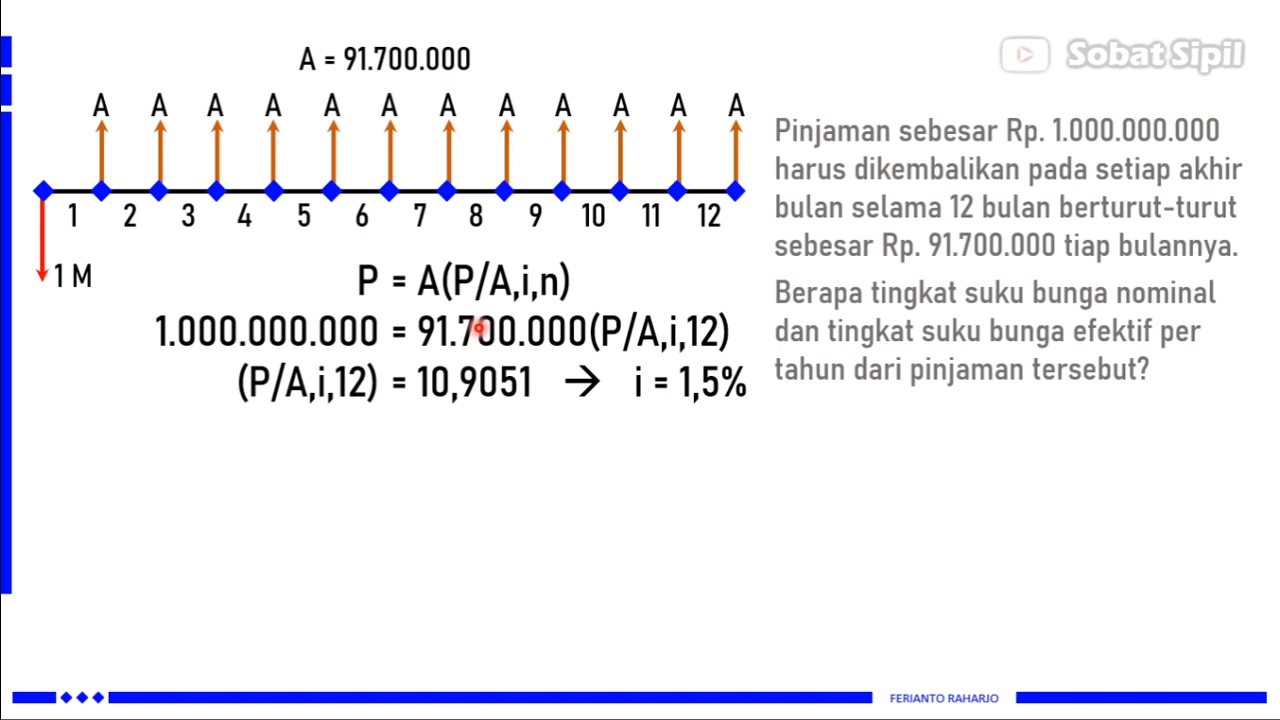 A = 91.700.000
Sobat Sipil
A A A A A A A A A A A A
1 2 3 4 5 6 7 8 9 10 11 12
1 M
P = A(P/A,i,n)
1.000.000.000 = 91.700.000(P/A,i,12)
(P/A,i,12) = 10,9051 → i = 1,5%
Pinjaman sebesar Rp. 1.000.000.000
harus dikembalikan pada setiap akhir
bulan selama 12 bulan berturut-turut
sebesar Rp. 91.700.000 tiap bulannya.
Berapa tingkat suku bunga nominal
dan tingkat suku bunga efektif per
tahun dari pinjaman tersebut?
FERIANTO RAHARJO